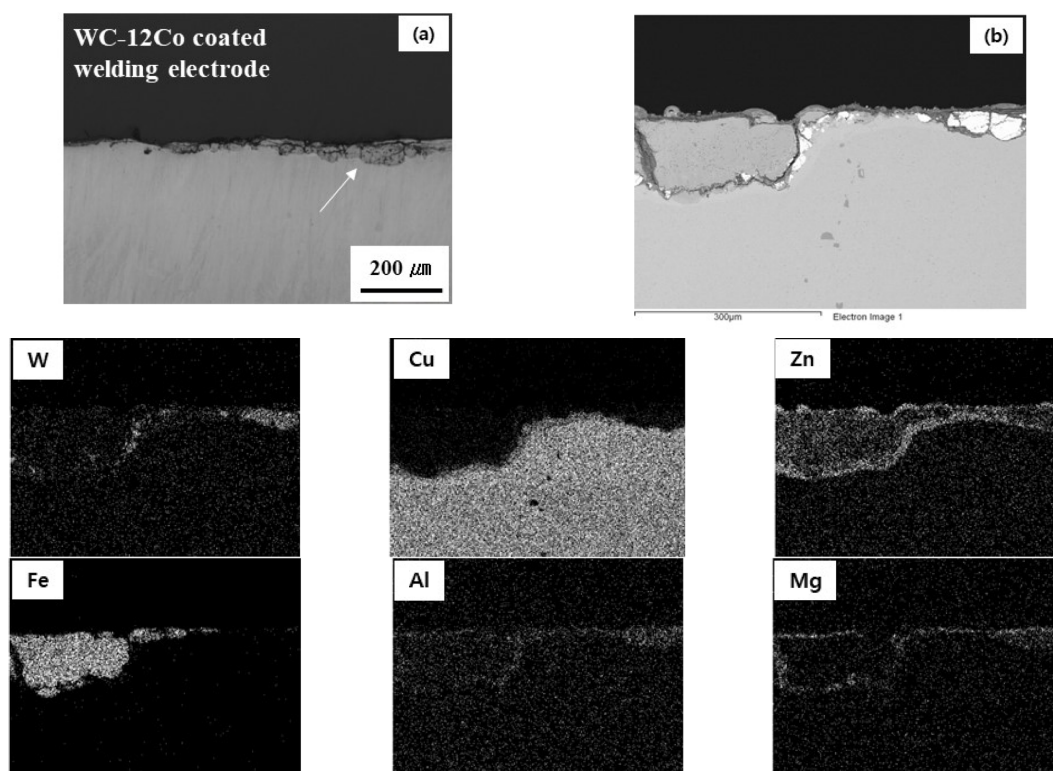 WC-12Co coated
welding electrode
(a)
200 ㎛
(b)
300μm
Electron Image 1
W
Cu
Zn
Fe
Al
Mg